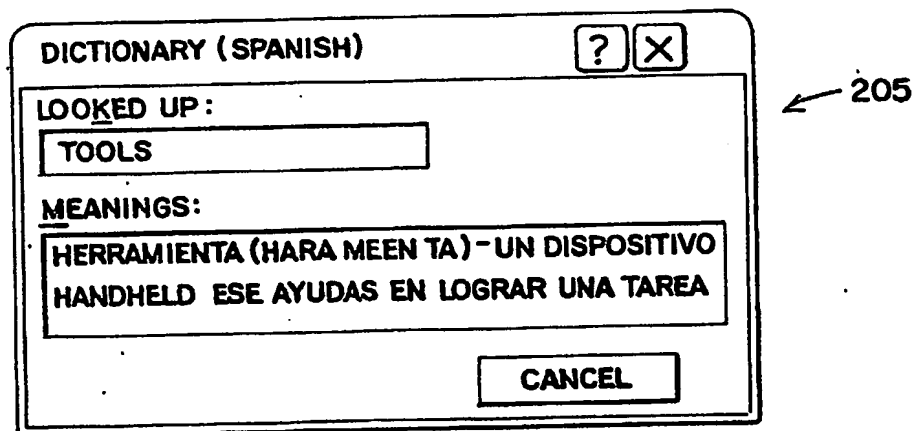 DICTIONARY (SPANISH) ? X
205
LOOKED UP:
TOOLS
MEANINGS:
HERRAMIENTA (HARA MEEN TA)-UN DISPOSITIVO
HANDHELD ESE AYUDAS EN LOGRAR UNA TAREA
CANCEL